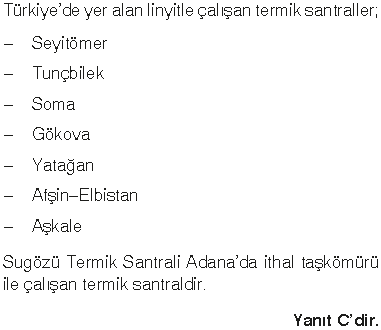 Türkiye'de yer alan linyitle çalışan termik santraller;
– Seyitömer
– Tunçbilek
– Soma
– Gökova
– Yatağan
– Afşin–Elbistan
– Aşkale
Sugözü Termik Santrali Adana'da ithal taşkömürü
ile çalışan termik santraldir.
Yanıt C'dir.